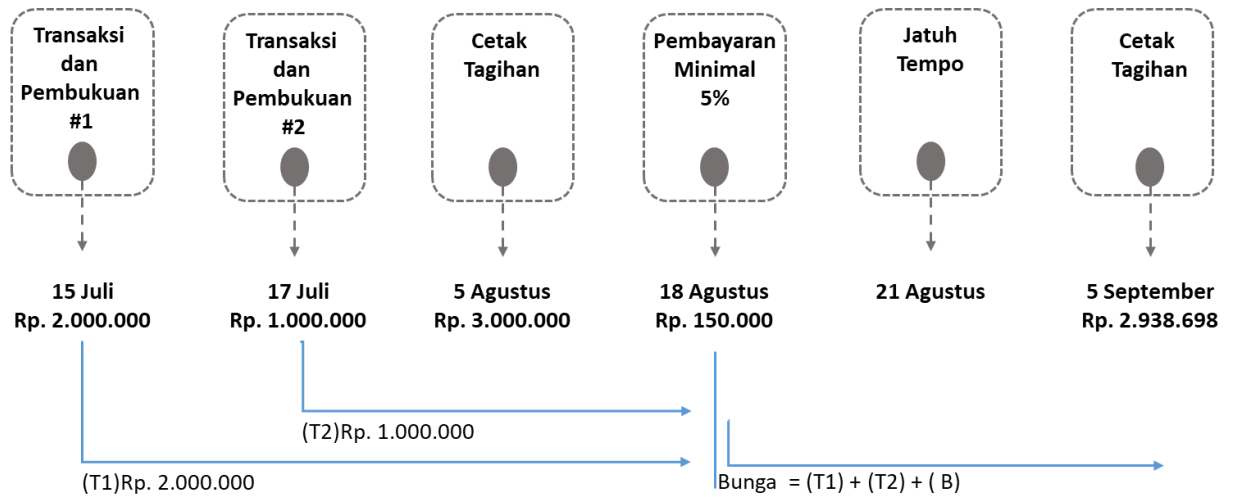 Transaksi
dan
Pembukuan
#1
Transaksi
dan
Pembukuan
#2
Cetak
Tagihan
Pembayaran
Minimal
5%
Jatuh
Tempo
Cetak
Tagihan
15 Juli
Rp. 2.000.000
17 Juli
Rp. 1.000.000
5 Agustus
Rp. 3.000.000
18 Agustus
Rp. 150.000
21 Agustus
5 September
Rp. 2.938.698
(T2)Rp. 1.000.000
(T1)Rp. 2.000.000
Bunga = (T1) + (T2) + ( B)